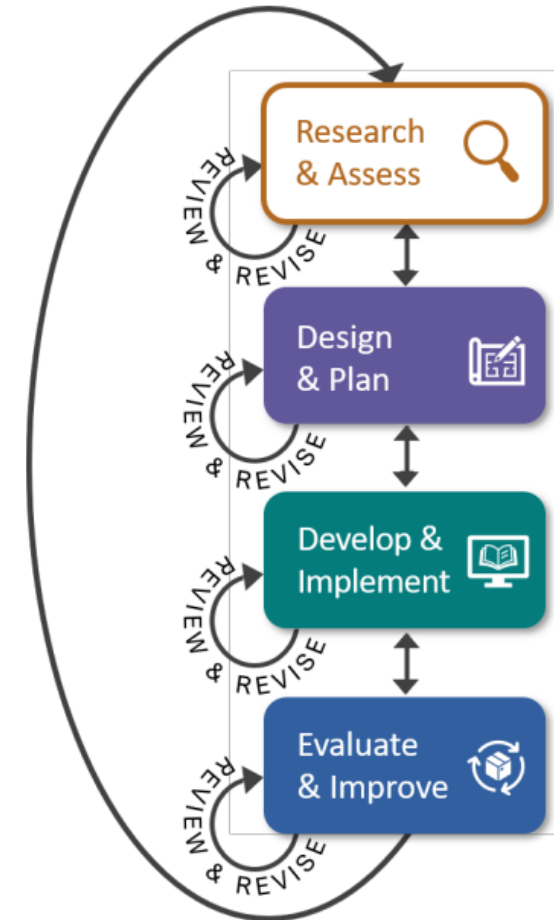 Research
& Assess
REVIEW & REVISE
Design
& Plan
REVIEW & REVISE
Develop &
Implement
REVIEW & REVISE
Evaluate
& Improve
REVIEW & REVISE